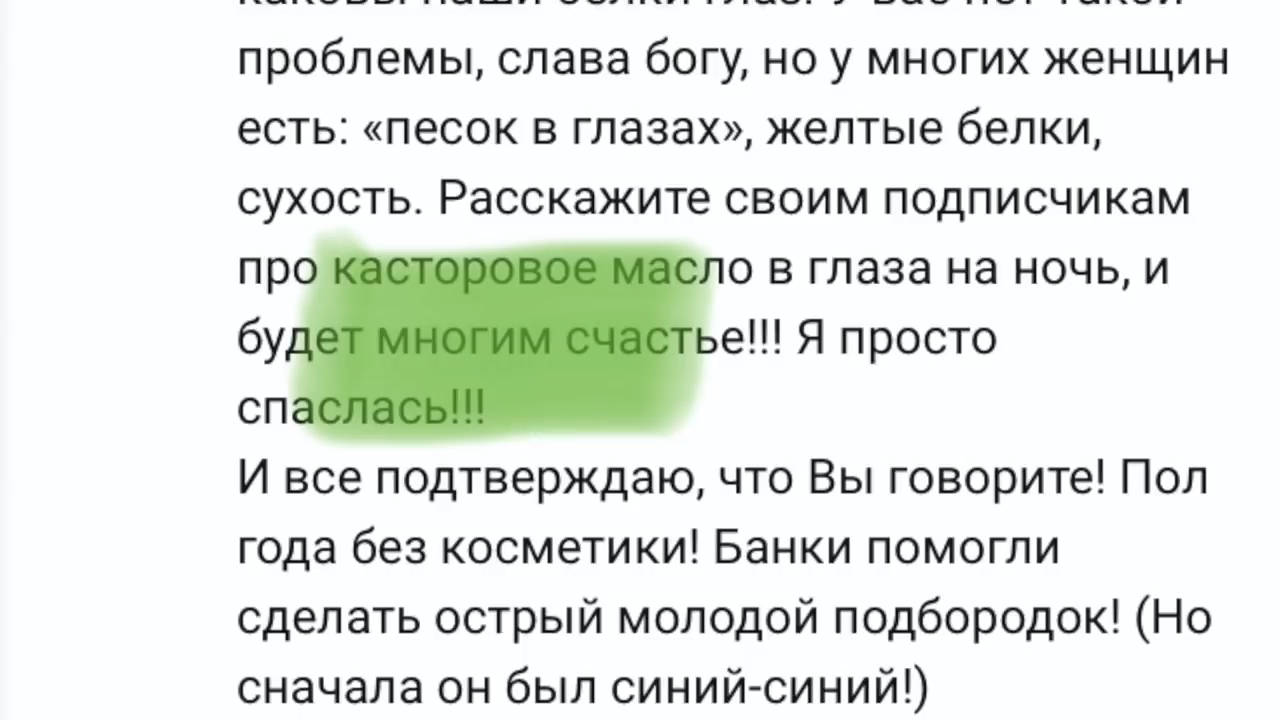 проблемы, слава богу, но у многих женщин
есть: «песок в глазах», желтые белки,
сухость. Расскажите своим подписчикам
про касторовое масло в глаза на ночь, и
будет многим счастье!!! Я просто
спаслась!!!
И все подтверждаю, что Вы говорите! Пол
года без косметики! Банки помогли
сделать острый молодой подбородок! (Но
сначала он был синий-синий!)